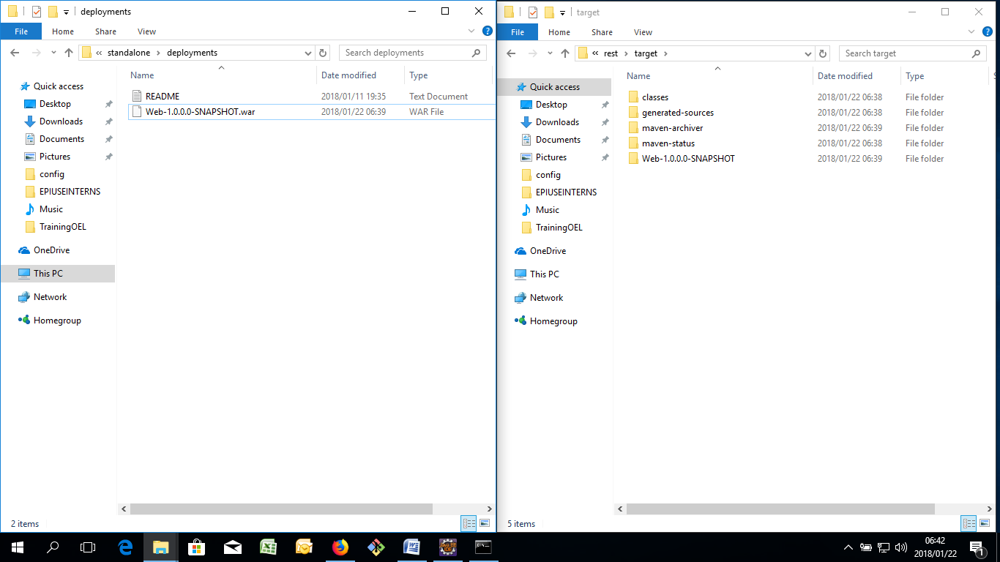 deployments
File Home Share View
standalone deployments Search deployments
Name Date modified Type
Quick access
Desktop
Downloads
Documents
Pictures
config
EPIUSEINTERNS
Music
TrainingOEL
OneDrive
This PC
Network
Homegroup
README 2018/01/11 19:35 Text Document
Web-1.0.0.0-SNAPSHOT.war 2018/01/22 06:39 WAR File
2 items
target
File Home Share View
rest target Search target
Name Date modified Type S
Quick access
Desktop
Downloads
Documents
Pictures
config
EPIUSEINTERNS
Music
TrainingOEL
OneDrive
This PC
Network
Homegroup
classes 2018/01/22 06:38 File folder
generated-sources 2018/01/22 06:38 File folder
maven-archiver 2018/01/22 06:39 File folder
maven-status 2018/01/22 06:38 File folder
Web-1.0.0.0-SNAPSHOT 2018/01/22 06:39 File folder
5 items
06:42
2018/01/22
1